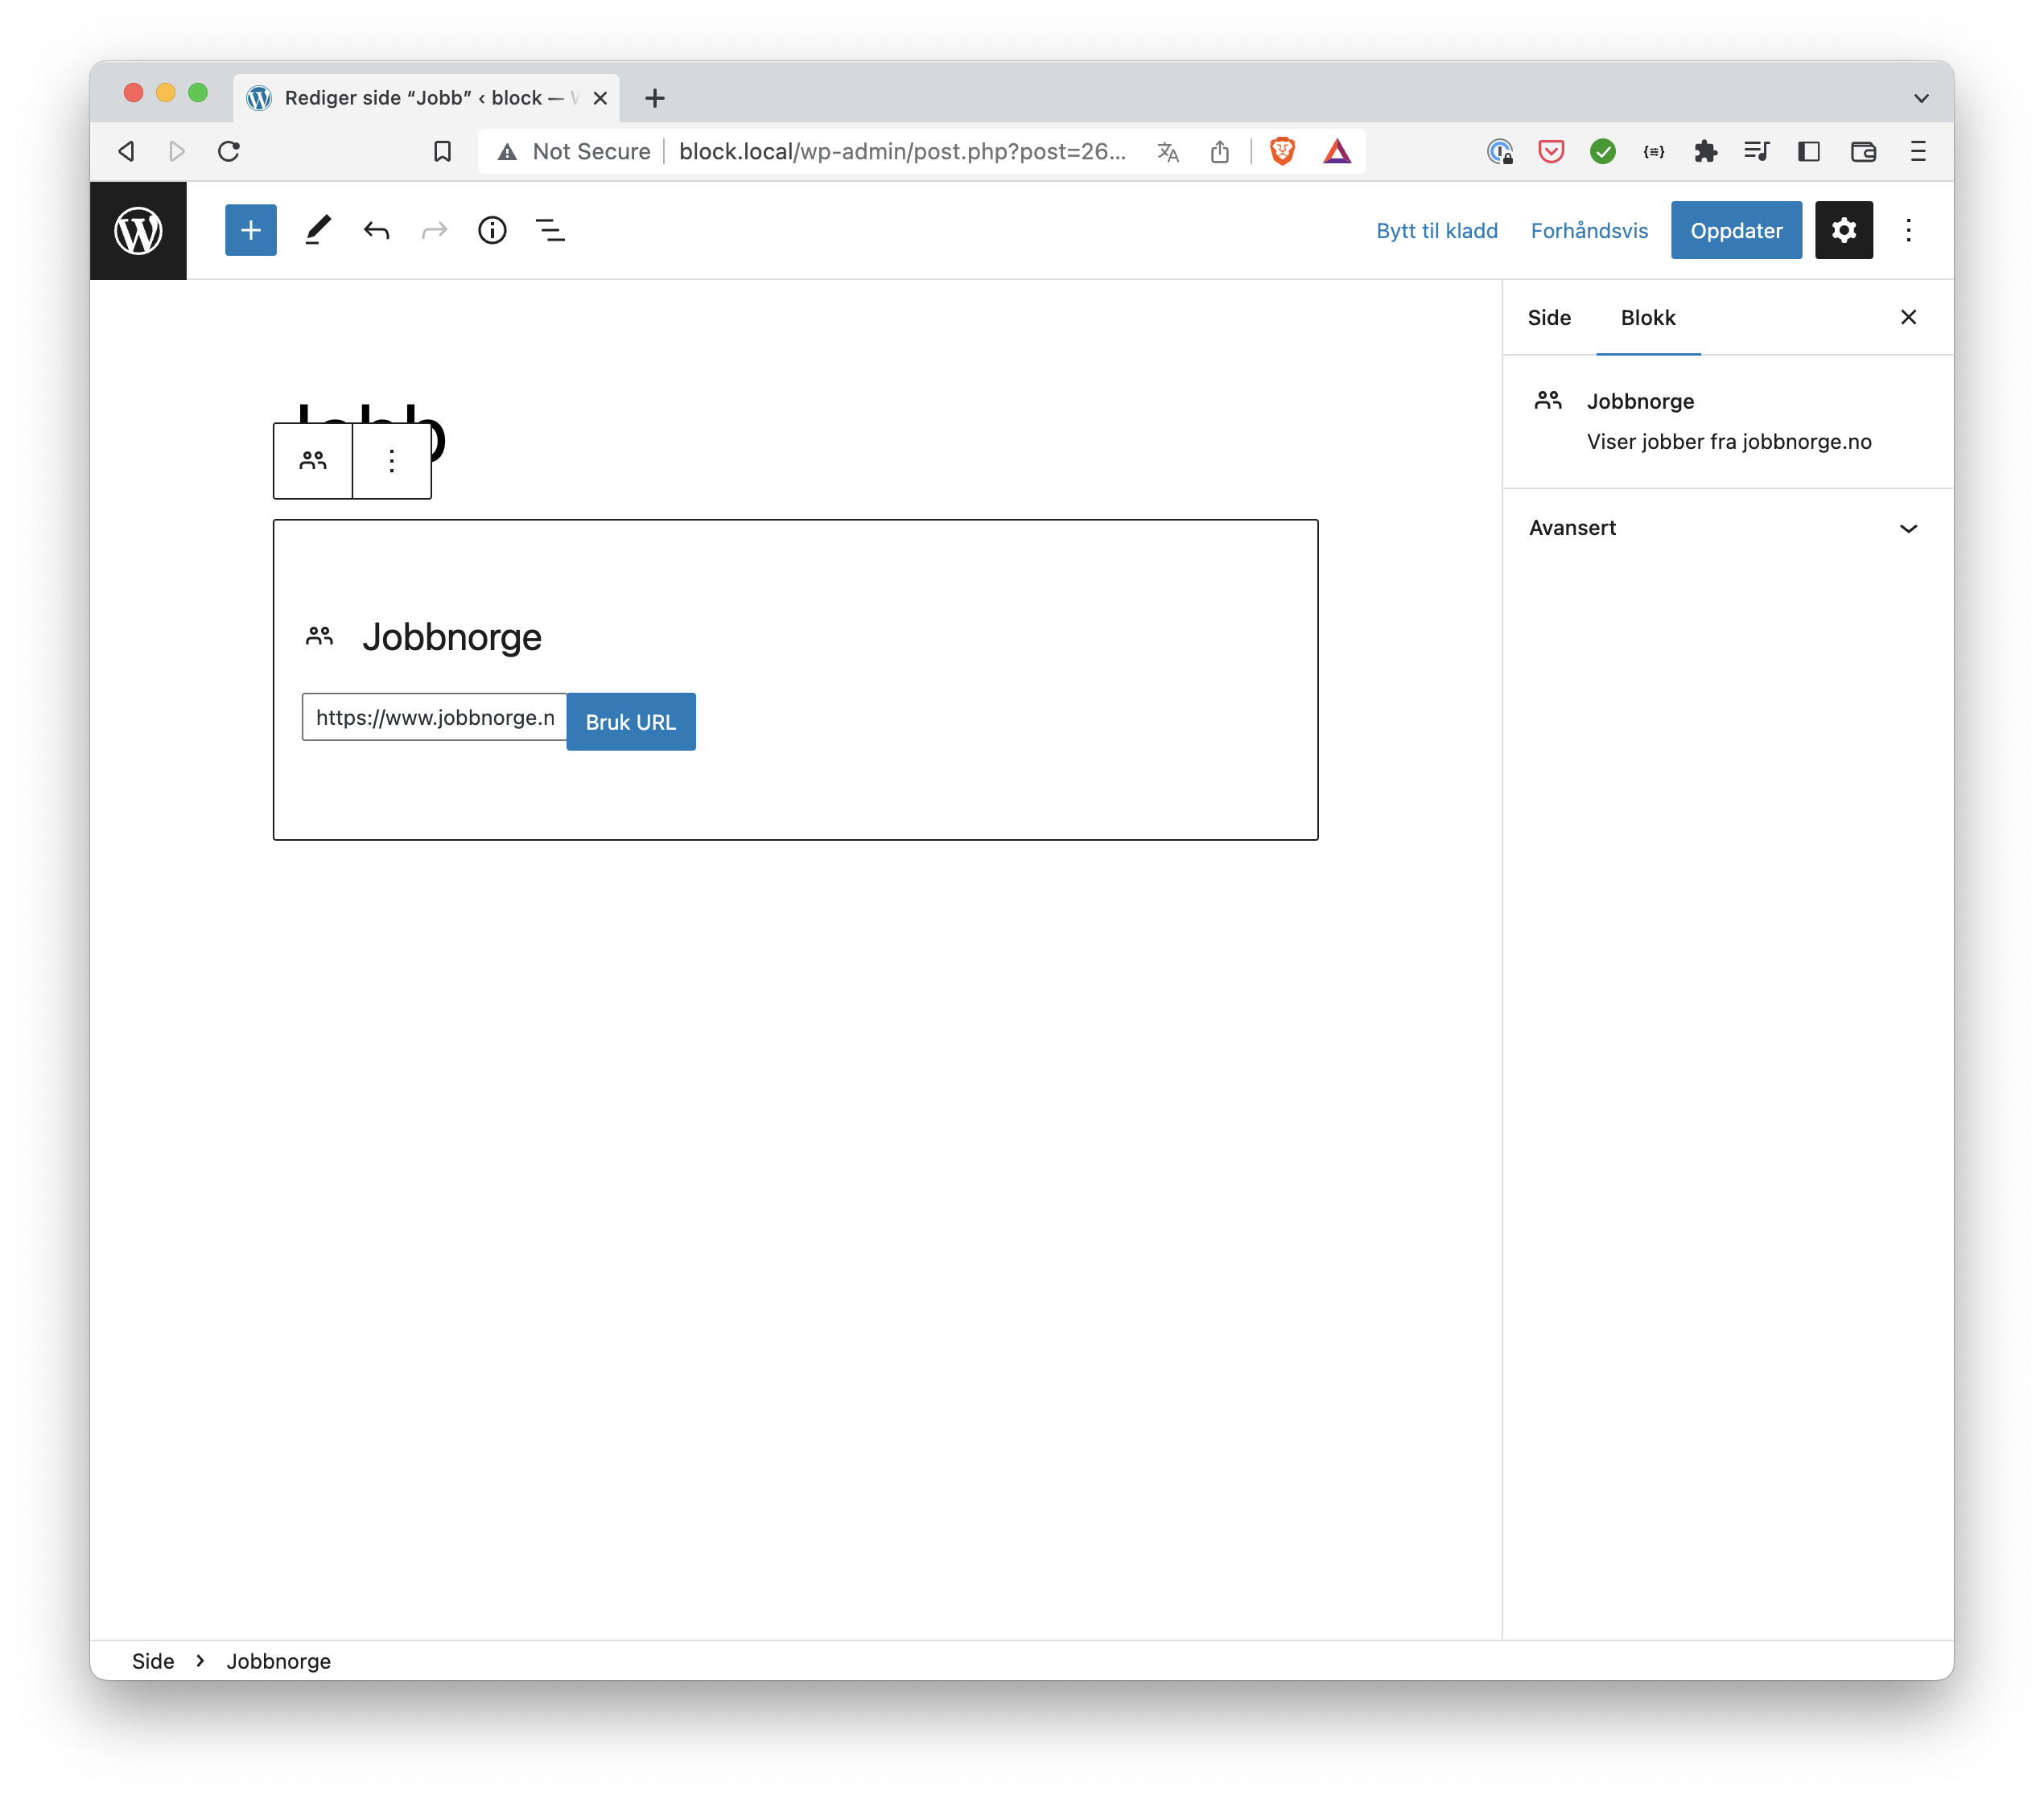 Rediger side “Jobb” ‹ block —
Not Secure block.local/wp-admin/post.php?post=26...
Bytt til kladd Forhåndsvis Oppdater
Side Blokk
Jobbnorge
Viser jobber fra jobbnorge.no
Avansert
Jobb
Jobbnorge
https://www.jobbnorge.n Bruk URL
Side › Jobbnorge